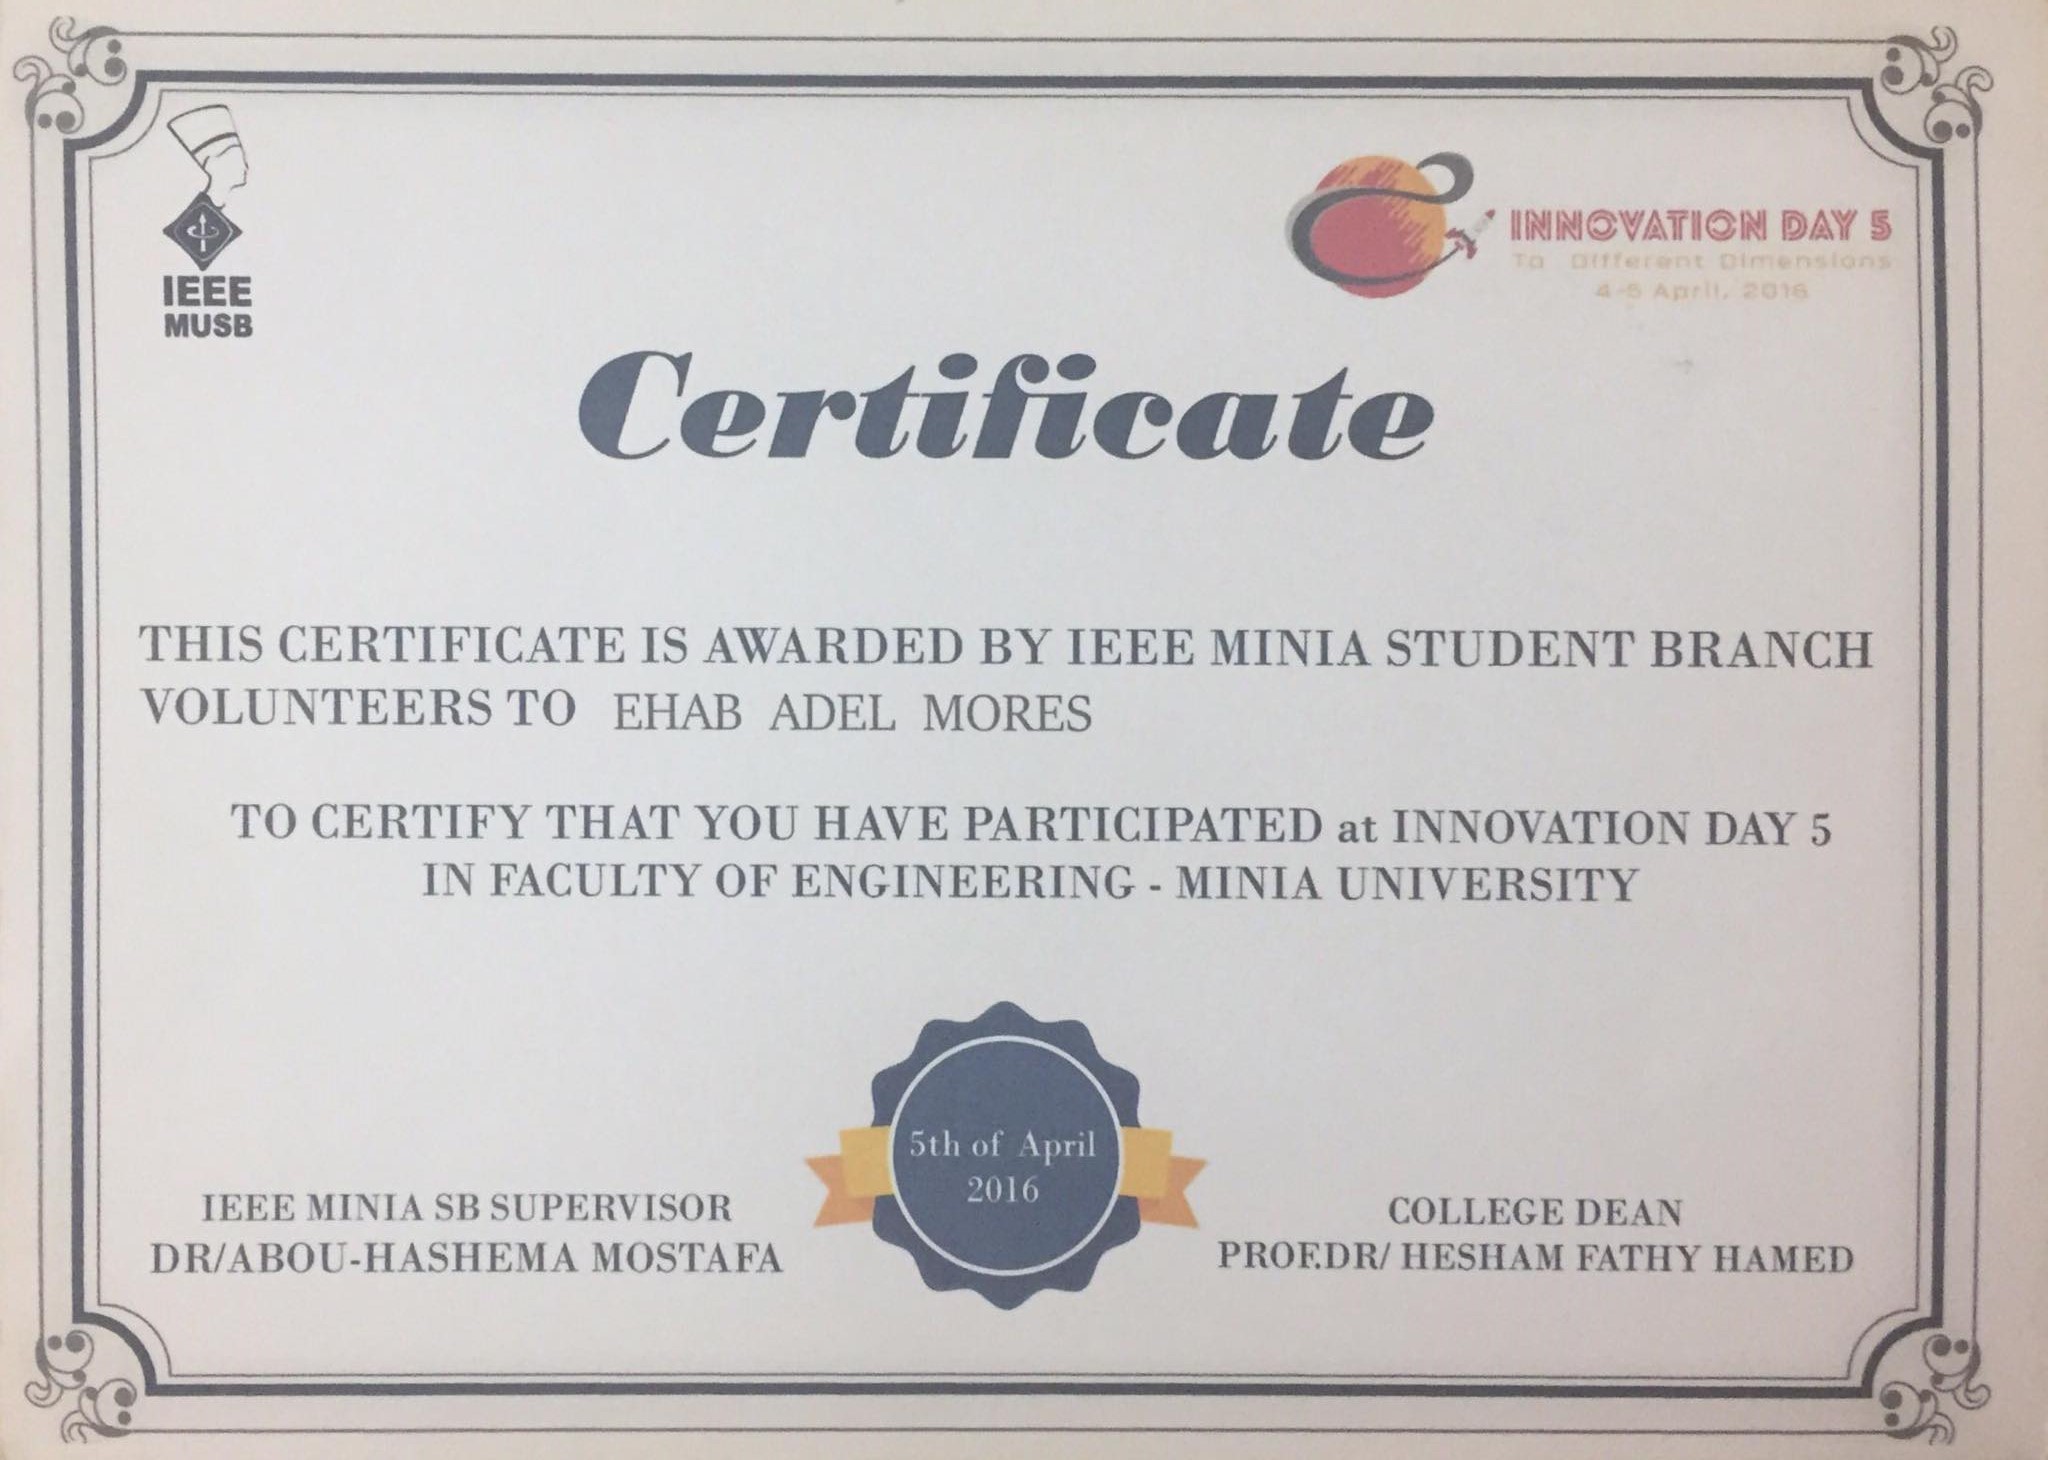 IEEE
MUSB
INNOVATION DAY 5
To Different Dimensions
4-5 April, 2016
Certificate
THIS CERTIFICATE IS AWARDED BY IEEE MINIA STUDENT BRANCH
VOLUNTEERS TO EHAB ADEL MORES
TO CERTIFY THAT YOU HAVE PARTICIPATED at INNOVATION DAY 5
IN FACULTY OF ENGINEERING - MINIA UNIVERSITY
5th of April
2016
IEEE MINIA SB SUPERVISOR
DR/ABOU-HASHEMA MOSTAFA
COLLEGE DEAN
PROF.DR/ HESHAM FATHY HAMED